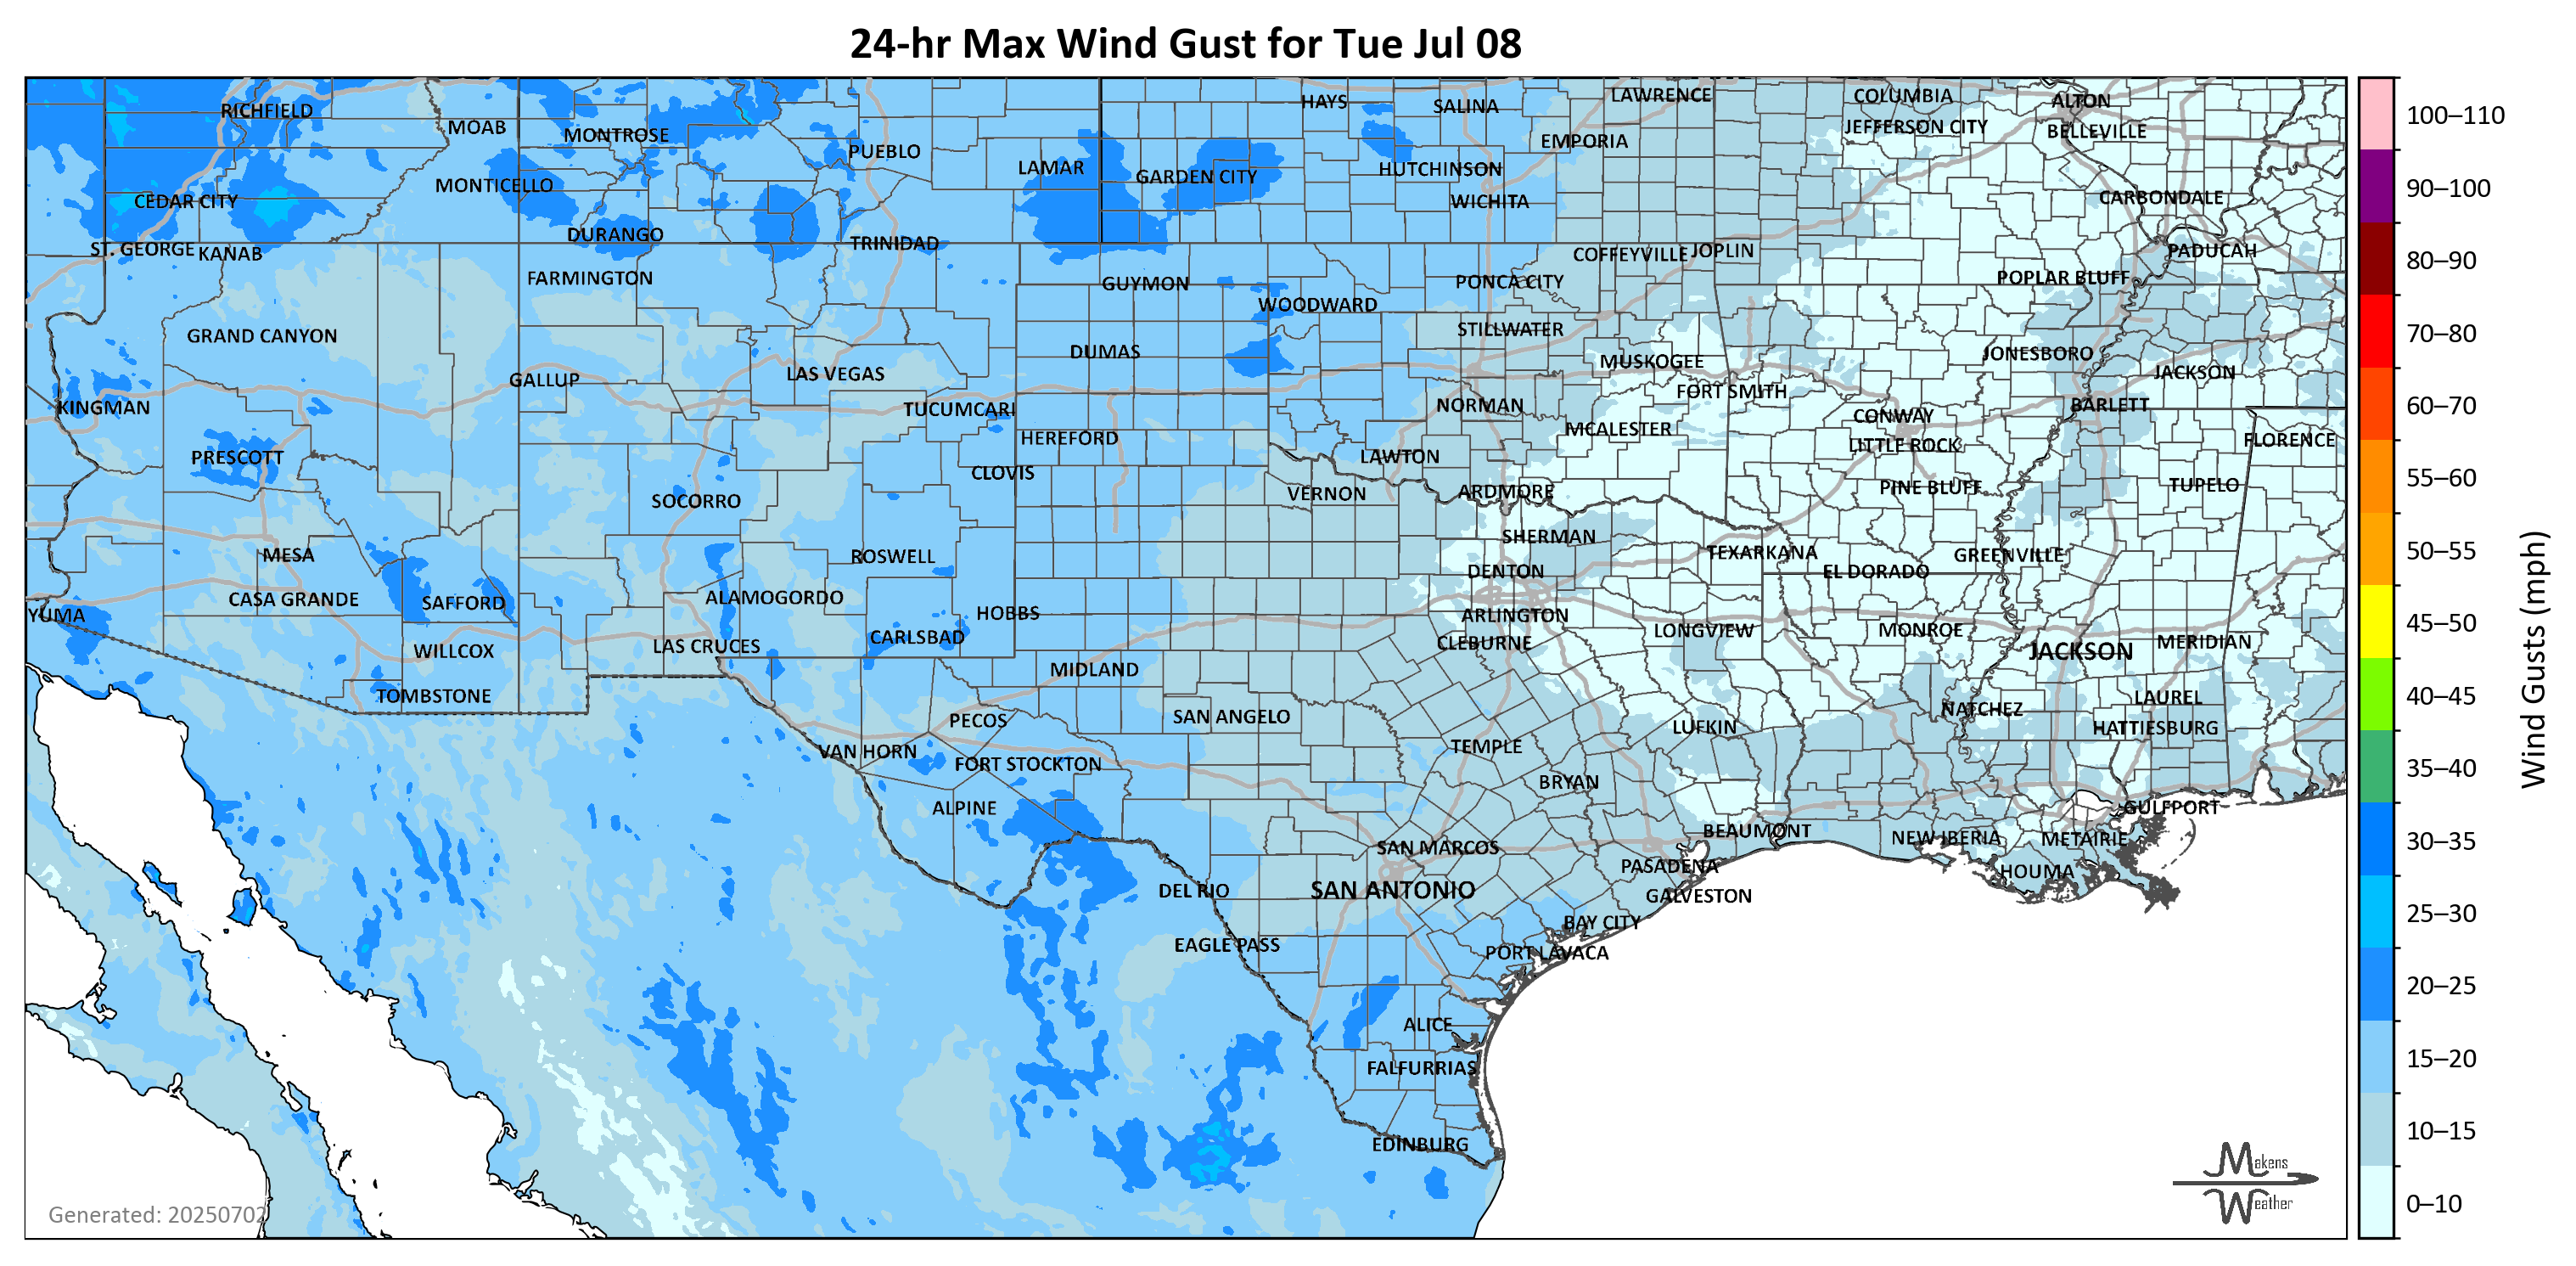 24-hr Max Wind Gust for Tue Jul 08
RICHFIELD
MOAB
MONTROSE
PUEBLO
LAMAR
HAYS
SALINA
LAWRENCE
EMPORIA
COLUMBIA
JEFFERSON CITY
ALTON
BELLEVILLE
GARDEN CITY
HUTCHINSON
WICHITA
CARBONDALE
CEDAR CITY
MONTICELLO
DURANGO
TRINIDAD
ST. GEORGE
KANAB
FARMINGTON
GUYMON
WOODWARD
PONCA CITY
COFFEYVILLE
JOPLIN
POPLAR BLUFF
PADUCAH
GRAND CANYON
GALLUP
LAS VEGAS
DUMAS
STILLWATER
MUSKOGEE
FORT SMITH
JONESBORO
JACKSON
KINGMAN
TUCUMCARI
HEREFORD
NORMAN
MCALESTER
CONWAY
LITTLE ROCK
BARLETT
FLORENCE
PRESCOTT
SOCORRO
CLOVIS
VERNON
LAWTON
ARDMORE
PINE BLUFF
TUPELO
MESA
ROSWELL
SHERMAN
DENTON
TEXARKANA
EL DORADO
GREENVILLE
YUMA
CASA GRANDE
SAFFORD
ALAMOGORDO
HOBBS
ARLINGTON
CLEBURNE
LONGVIEW
MONROE
JACKSON
MERIDIAN
WILLCOX
LAS CRUCES
CARLSBAD
MIDLAND
TOMBSTONE
PECOS
SAN ANGELO
TEMPLE
LUFKIN
NATCHEZ
LAUREL
HATTIESBURG
VAN HORN
FORT STOCKTON
BRYAN
ALPINE
GULFPORT
SAN MARCOS
BEAUMONT
NEW IBERIA
METAIRIE
DEL RIO
SAN ANTONIO
PASADENA
GALVESTON
HOUMA
EAGLE PASS
BAY CITY
PORT LAVACA
ALICE
FALFURRIAS
EDINBURG
Generated: 20250702
Makens
Weather
100–110
90–100
80–90
70–80
60–70
55–60
50–55
45–50
40–45
35–40
30–35
25–30
20–25
15–20
10–15
0–10
Wind Gusts (mph)